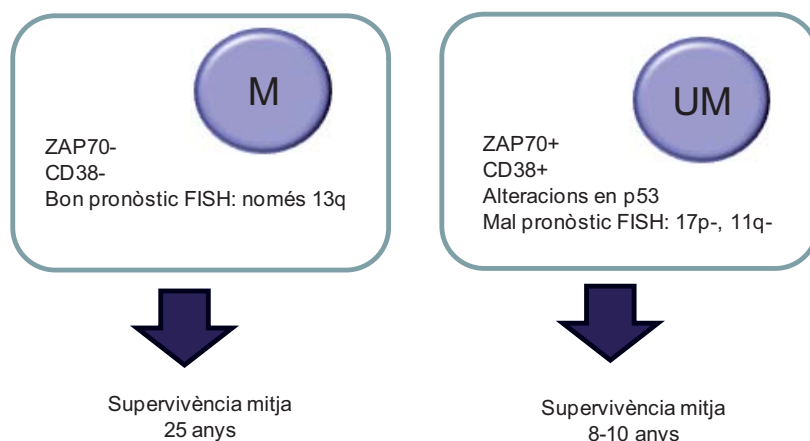 M
ZAP70-
CD38-
Bon pronòstic FISH: només 13q
Supervivència mitja
25 anys
UM
ZAP70+
CD38+
Alteracions en p53
Mal pronòstic FISH: 17p-, 11q-
Supervivència mitja
8-10 anys